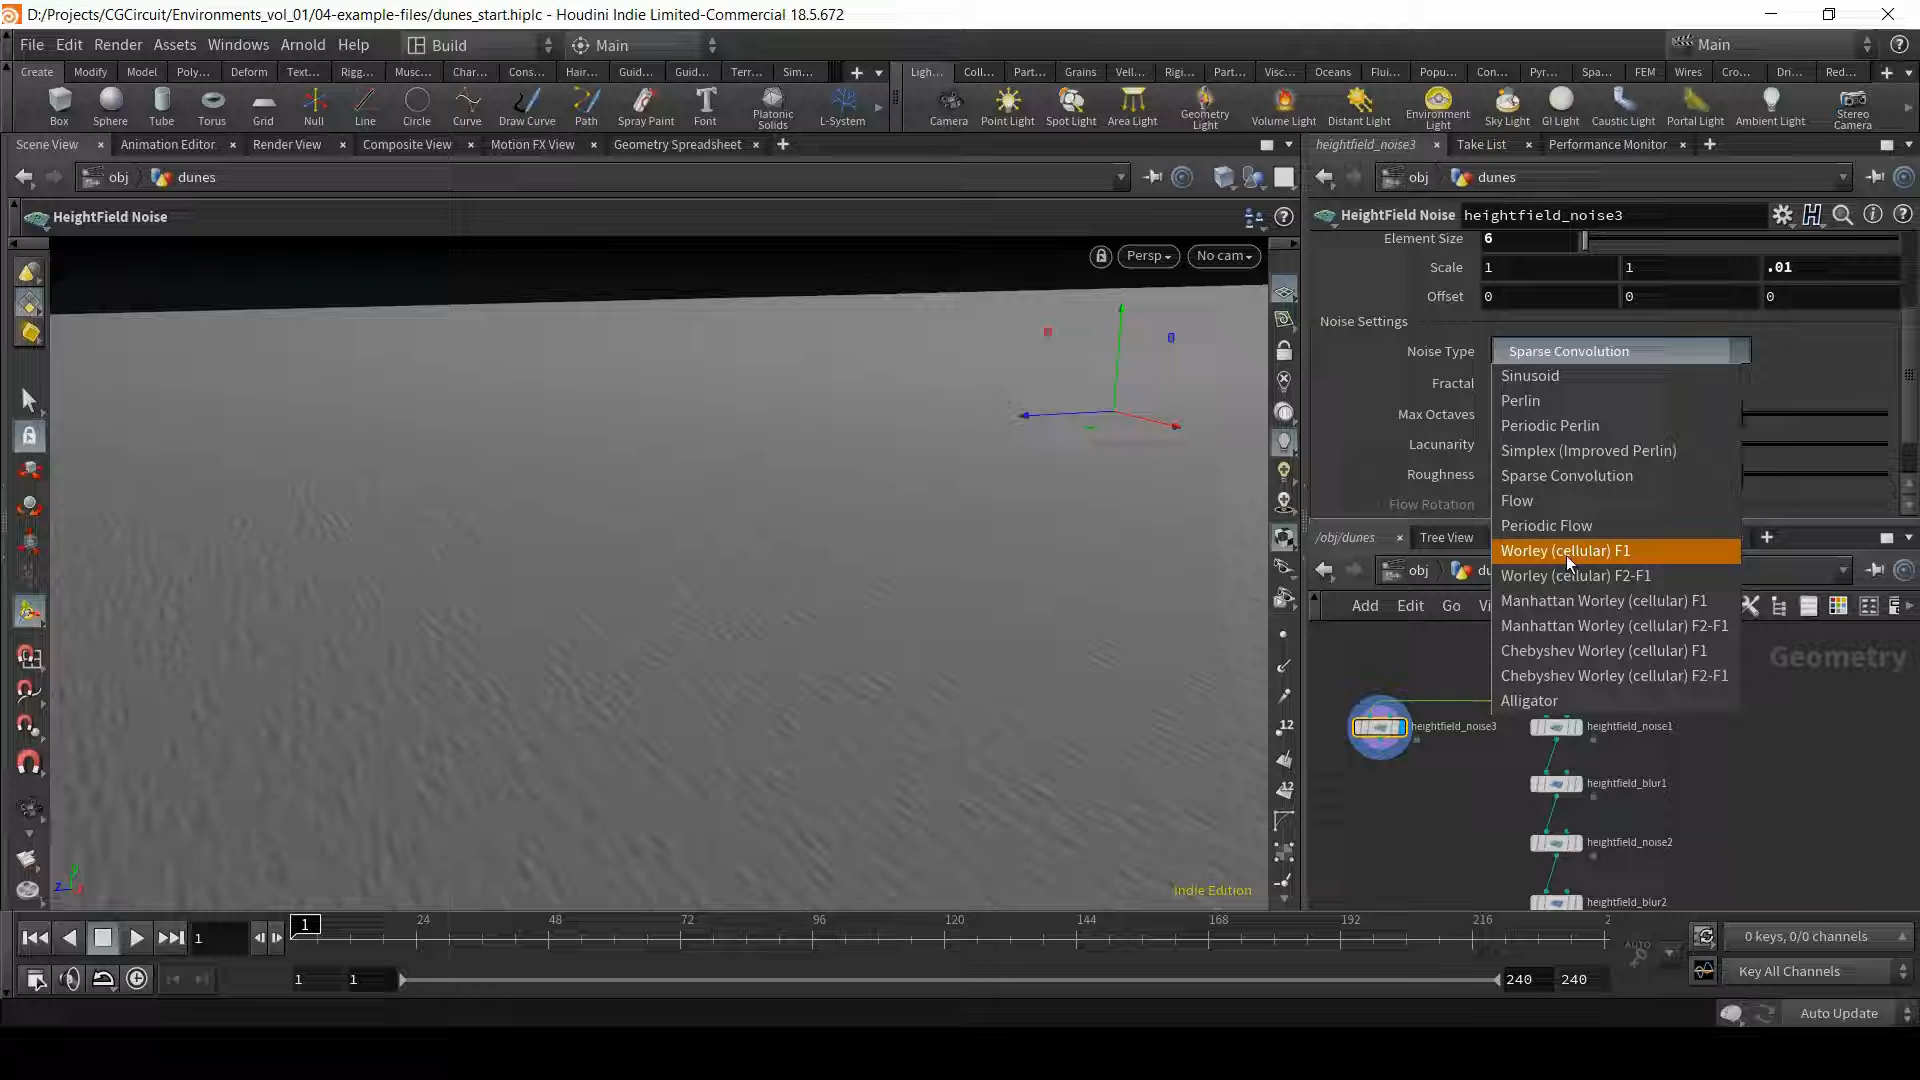 D:/Projects/CGCircuit/Environments_vol_01/04-example-files/dunes_start.hiplc - Houdini Indie Limited-Commercial 18.5.672
File Edit Render Assets Windows Arnold Help Build Main Main
Create Modify Model Poly... Deform Text... Rigg... Musc... Char... Cons... Hair... Guid... Guid... Terr... Sim... Ligh... Coll... Part... Grains Vell... Rigi... Part... Visc... Oceans Flui... Popu... Con... Pyr... Spa... FEM Wires Cro... Dri... Red...
Box Sphere Tube Torus Grid Null Line Circle Curve Draw Curve Path Spray Paint Font Platonic Solids L-System Camera Point Light Spot Light Area Light Geometry Light Volume Light Distant Light Environment Light Sky Light GI Light Caustic Light Portal Light Ambient Light Stereo Camera
Scene View Animation Editor Render View Composite View Motion FX View Geometry Spreadsheet heightfield_noise3 Take List Performance Monitor
obj dunes obj dunes
HeightField Noise HeightField Noise heightfield_noise3
Persp No cam
Element Size 6
Scale 1 1 .01
Offset 0 0 0
Noise Settings
Noise Type Sparse Convolution
Sinusoid
Fractal
Perlin
Max Octaves
Periodic Perlin
Lacunarity
Simplex (Improved Perlin)
Roughness
Sparse Convolution
Flow Rotation
Flow
Periodic Flow
/obj/dunes Tree View
Worley (cellular) F1
obj du
Worley (cellular) F2-F1
Manhattan Worley (cellular) F1
Add Edit Go Vi
Manhattan Worley (cellular) F2-F1
Chebyshev Worley (cellular) F1
Geometry
Chebyshev Worley (cellular) F2-F1
Alligator
heightfield_noise3 heightfield_noise1
12
heightfield_blur1
12
heightfield_noise2
z
Indie Edition
heightfield_blur2
1 1 24 48 72 96 120 144 168 192 216 2
AUTO 0 keys, 0/0 channels
1 1 240 240 Key All Channels
Auto Update